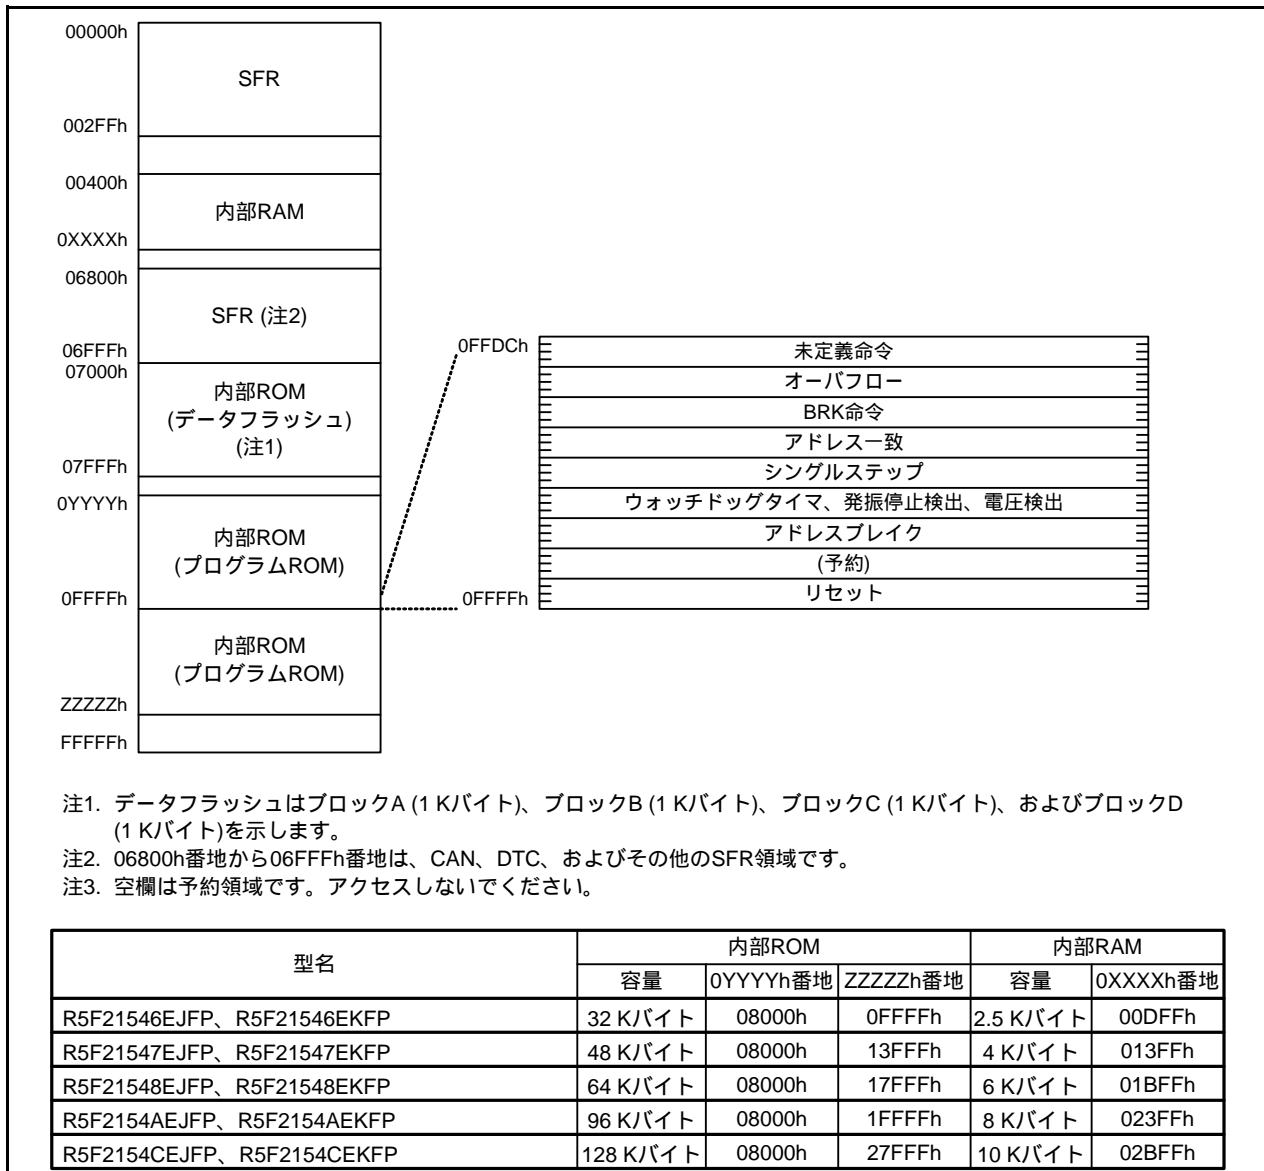 00000h
SFR
002FFh
00400h
内部RAM
0XXXXh
06800h
SFR (注2)
06FFFh
07000h
内部ROM
(データフラッシュ)
(注1)
07FFFh
0YYYYh
内部ROM
(プログラムROM)
0FFFFh
内部ROM
(プログラムROM)
ZZZZZh
FFFFFh
0FFDCh
未定義命令
オーバフロー
BRK命令
アドレス一致
シングルステップ
ウォッチドッグタイマ、発振停止検出、電圧検出
アドレスブレイク
(予約)
0FFFFh
リセット
注1. データフラッシュはブロックA (1 Kバイト)、ブロックB (1 Kバイト)、ブロックC (1 Kバイト)、およびブロックD
(1 Kバイト)を示します。
注2. 06800h番地から06FFFh番地は、CAN、DTC、およびその他のSFR領域です。
注3. 空欄は予約領域です。アクセスしないでください。
型名 内部ROM 内部RAM
容量 0YYYYh番地 ZZZZZh番地 容量 0XXXXh番地
R5F21546EJFP、R5F21546EKFP 32 Kバイト 08000h 0FFFFh 2.5 Kバイト 00DFFh
R5F21547EJFP、R5F21547EKFP 48 Kバイト 08000h 13FFFh 4 Kバイト 013FFh
R5F21548EJFP、R5F21548EKFP 64 Kバイト 08000h 17FFFh 6 Kバイト 01BFFh
R5F2154AEJFP、R5F2154AEKFP 96 Kバイト 08000h 1FFFFh 8 Kバイト 023FFh
R5F2154CEJFP、R5F2154CEKFP 128 Kバイト 08000h 27FFFh 10 Kバイト 02BFFh